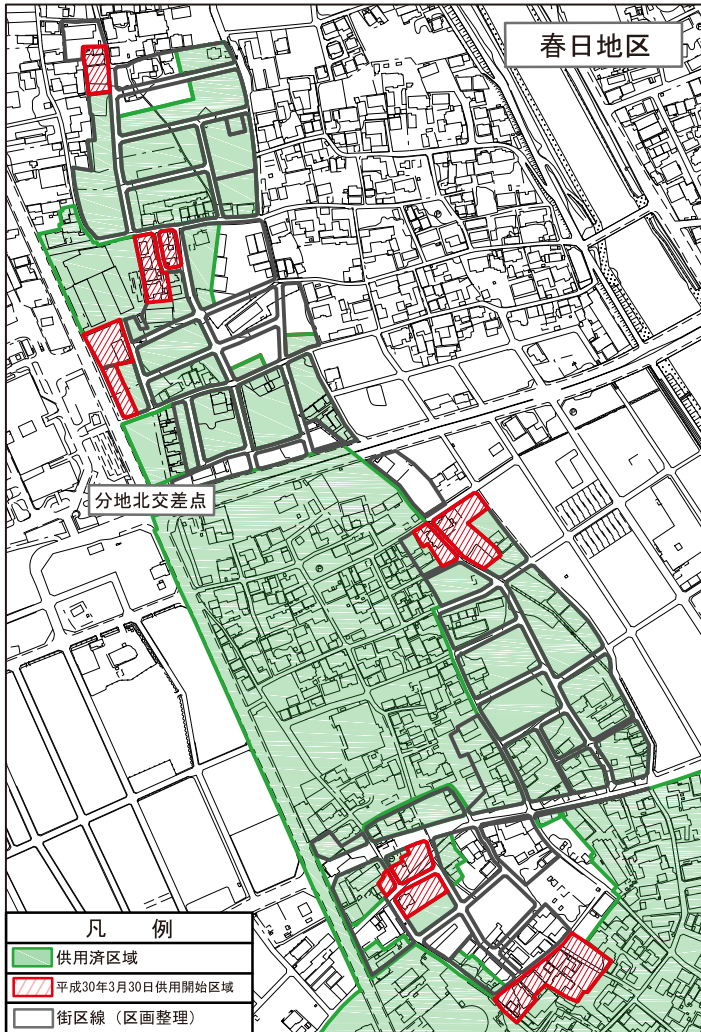 春日地区
分地北交差点
凡 例
供用済区域
平成30年3月30日供用開始区域
街区線（区画整理）